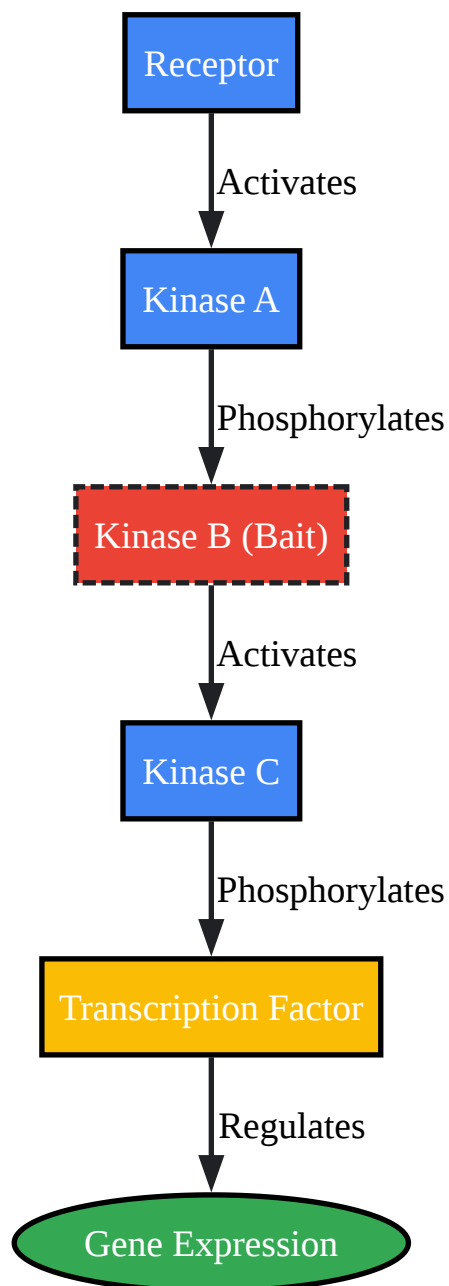 Receptor
Activates
Kinase A
Phosphorylates
Kinase B (Bait)
Activates
Kinase C
Phosphorylates
Transcription Factor
Regulates
Gene Expression